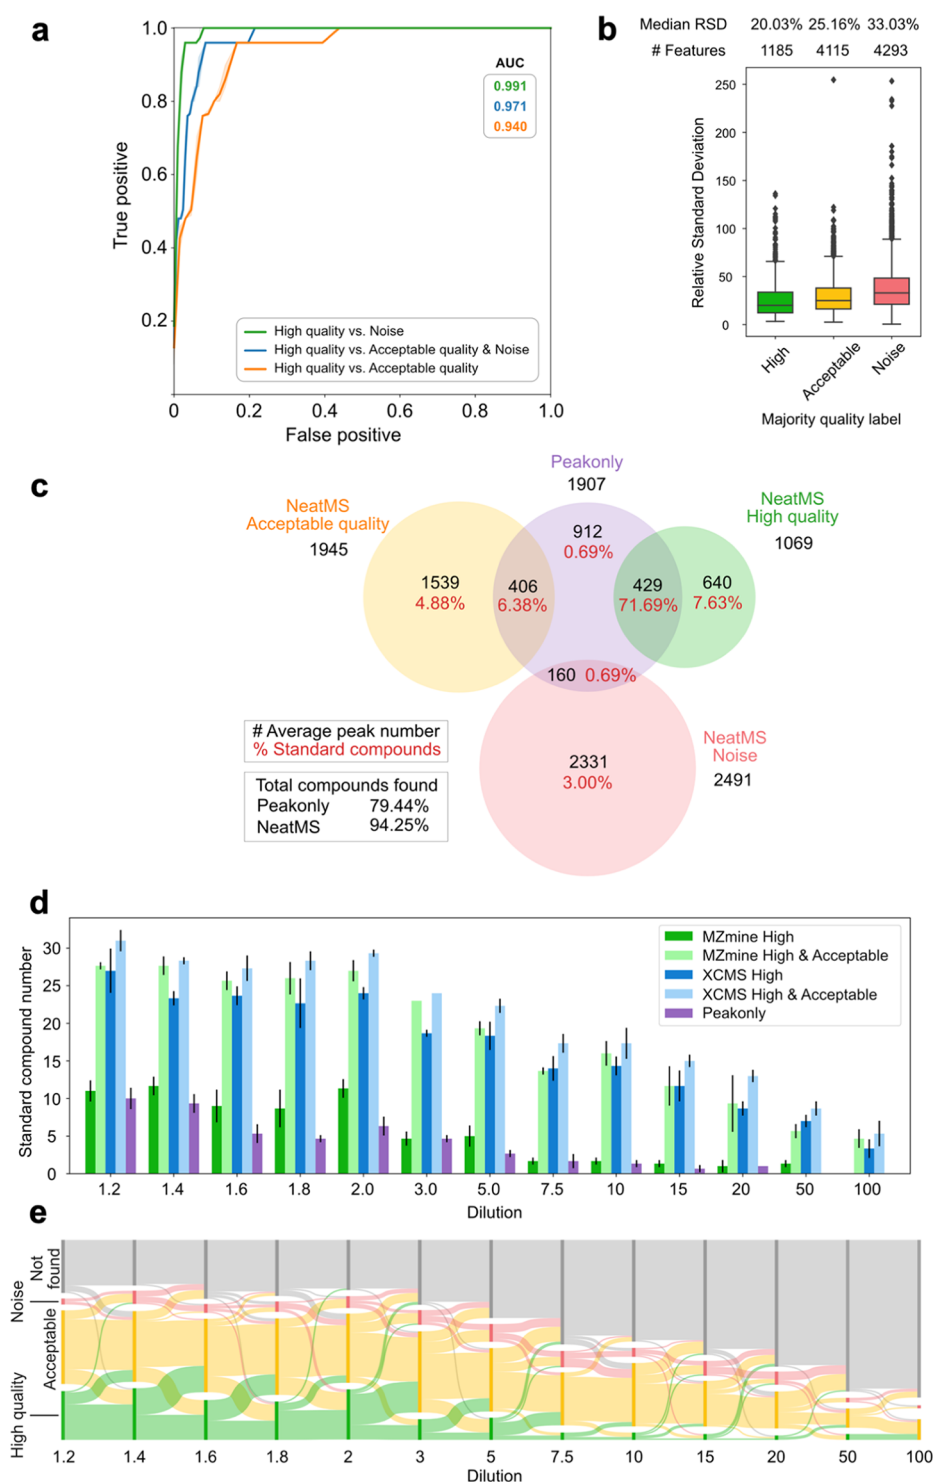 a
1.0
0.8
0.6
0.4
0.2
True positive
AUC
0.991
0.971
0.940
High quality vs. Noise
High quality vs. Acceptable quality & Noise
High quality vs. Acceptable quality
0
0.2
0.4
0.6
0.8
1.0
False positive
b
Median RSD 20.03% 25.16% 33.03%
# Features 1185 4115 4293
250
200
150
100
50
0
Relative Standard Deviation
High
Acceptable
Noise
Majority quality label
c
Peakonly
1907
NeatMS
Acceptable quality
1945
NeatMS
High quality
1069
912
0.69%
1539
4.88%
406
6.38%
429
71.69%
640
7.63%
160 0.69%
2331
3.00%
NeatMS
Noise
2491
# Average peak number
% Standard compounds
Total compounds found
Peakonly 79.44%
NeatMS 94.25%
d
30
25
20
15
10
5
0
Standard compound number
MZmine High
MZmine High & Acceptable
XCMS High
XCMS High & Acceptable
Peakonly
1.2 1.4 1.6 1.8 2.0 3.0 5.0 7.5 10 15 20 50 100
Dilution
e
Not
found
Noise
Acceptable
High quality
1.2 1.4 1.6 1.8 2 3 5 7.5 10 15 20 50 100
Dilution